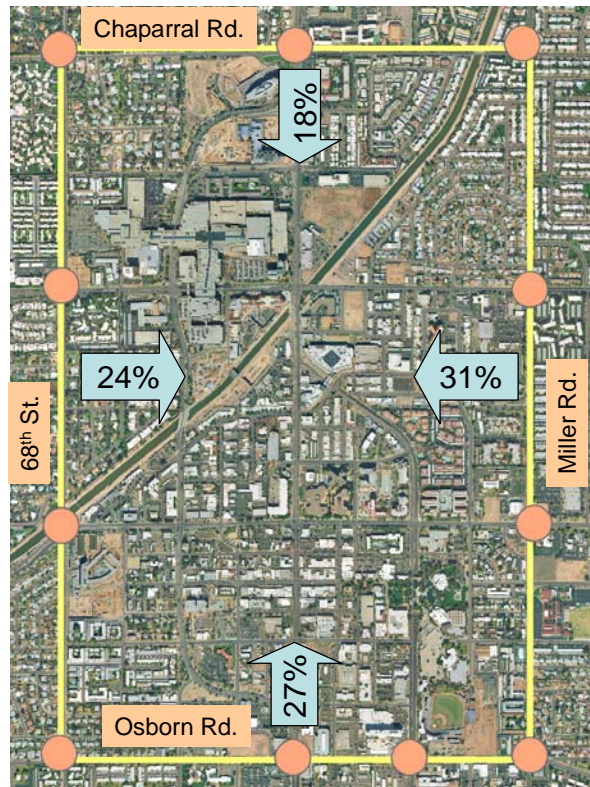 Chaparral Rd.
18%
24%
31%
68th St.
Miller Rd.
27%
Osborn Rd.